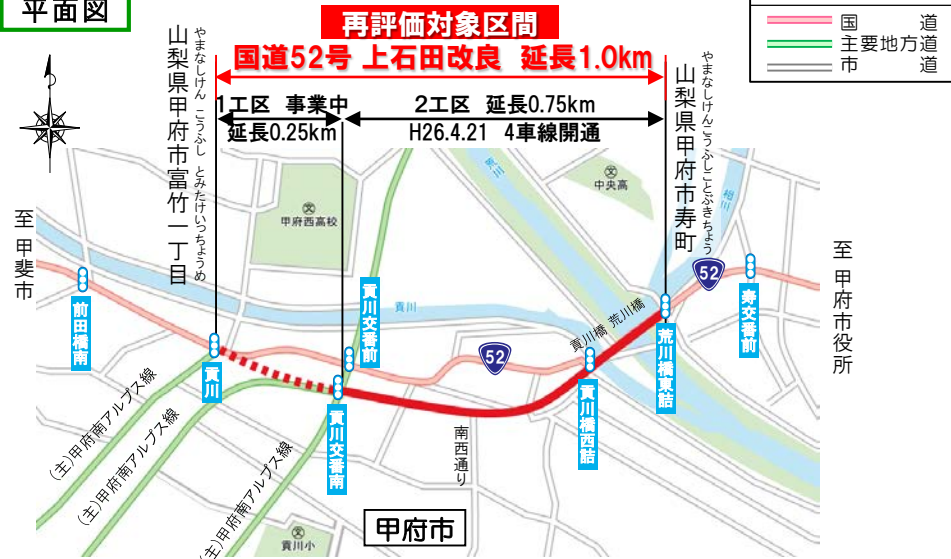 平面図
再評価対象区間
国道52号 上石田改良 延長1.0km
1工区 事業中
延長0.25km
2工区 延長0.75km
H26.4.21 4車線開通
国 道
主要地方道
市 道
山梨県甲府市富竹一丁目
やまなしけん こうふし とみたけいっちょうめ
山梨県甲府市寿町
やまなしけんこうふしことぶきちょう
至 甲斐市
至 甲府市役所
甲府西高校
中央高
荒川
相川
貢川
貢川橋 荒川橋
52
52
前田橋南
貢川
貢川交番前
貢川交番南
貢川橋西詰
荒川橋東詰
寿交番前
(主)甲府南アルプス線
(主)甲府南アルプス線
(主)甲府南アルプス線
南西通り
甲府市
貢川小
文
文
文